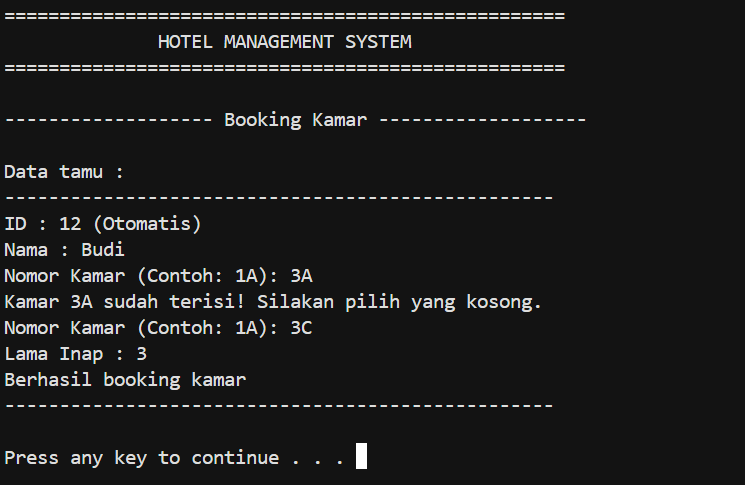 ===================================================
HOTEL MANAGEMENT SYSTEM
===================================================
------------------- Booking Kamar -------------------
Data tamu :
--------------------------------------------------
ID : 12 (Otomatis)
Nama : Budi
Nomor Kamar (Contoh: 1A): 3A
Kamar 3A sudah terisi! Silakan pilih yang kosong.
Nomor Kamar (Contoh: 1A): 3C
Lama Inap : 3
Berhasil booking kamar
--------------------------------------------------
Press any key to continue . . .